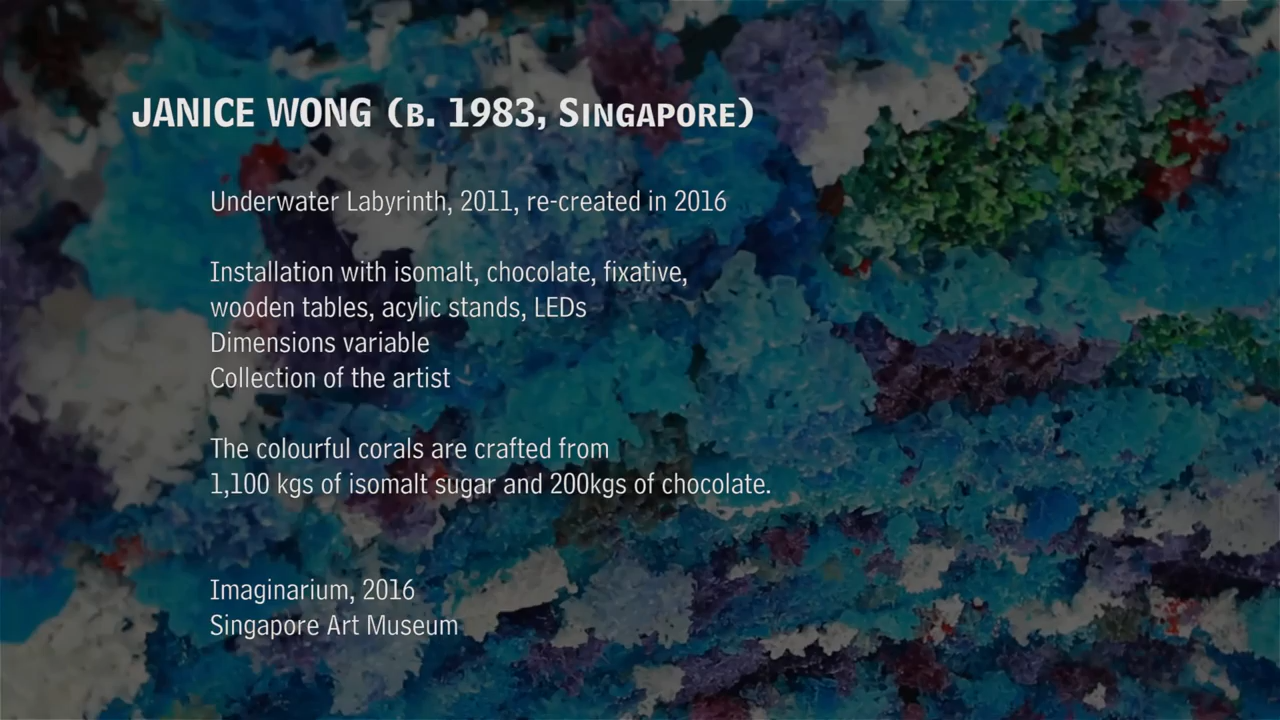 JANICE WONG (B. 1983, SINGAPORE)
Underwater Labyrinth, 2011, re-created in 2016
Installation with isomalt, chocolate, fixative,
wooden tables, acylic stands, LEDs
Dimensions variable
Collection of the artist
The colourful corals are crafted from
1,100 kgs of isomalt sugar and 200kgs of chocolate.
Imaginarium, 2016
Singapore Art Museum